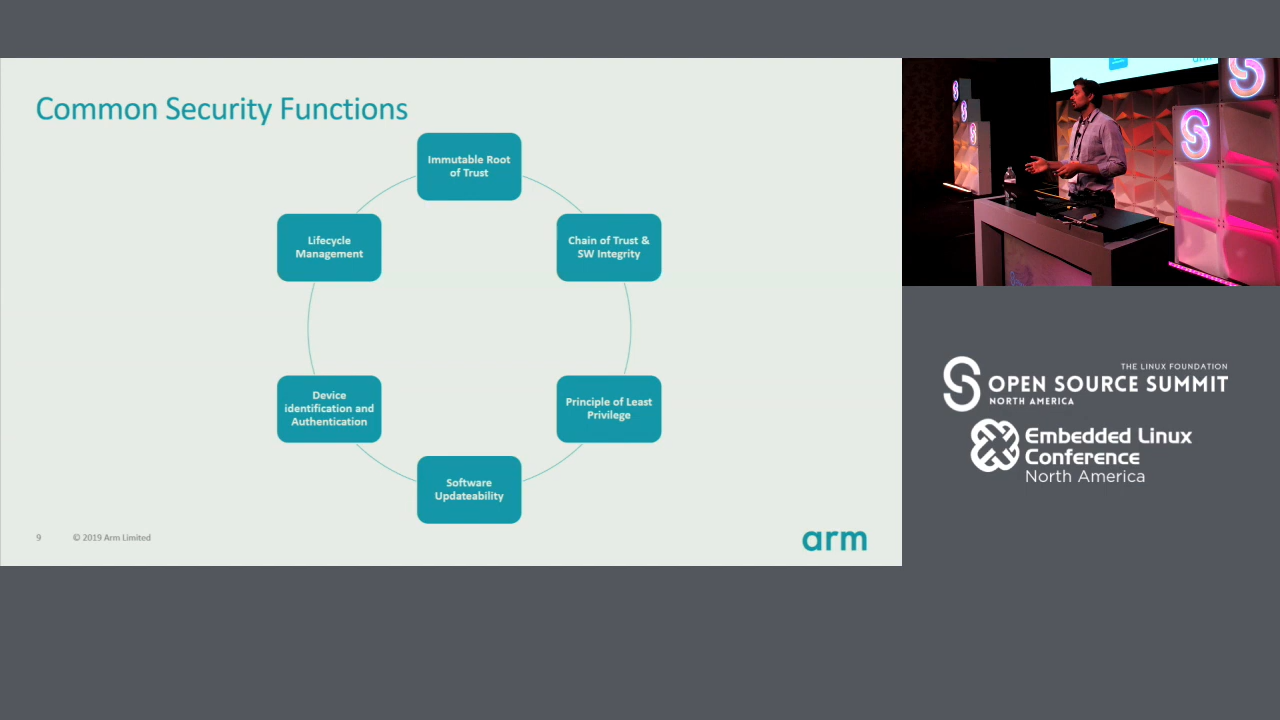 Common Security Functions
Immutable Root
of Trust
Lifecycle
Management
Chain of Trust &
SW Integrity
Device
identification and
Authentication
Principle of Least
Privilege
Software
Updateability
9
© 2019 Arm Limited
arm
THE LINUX FOUNDATION
OPEN SOURCE SUMMIT
NORTH AMERICA
Embedded Linux
Conference
North America